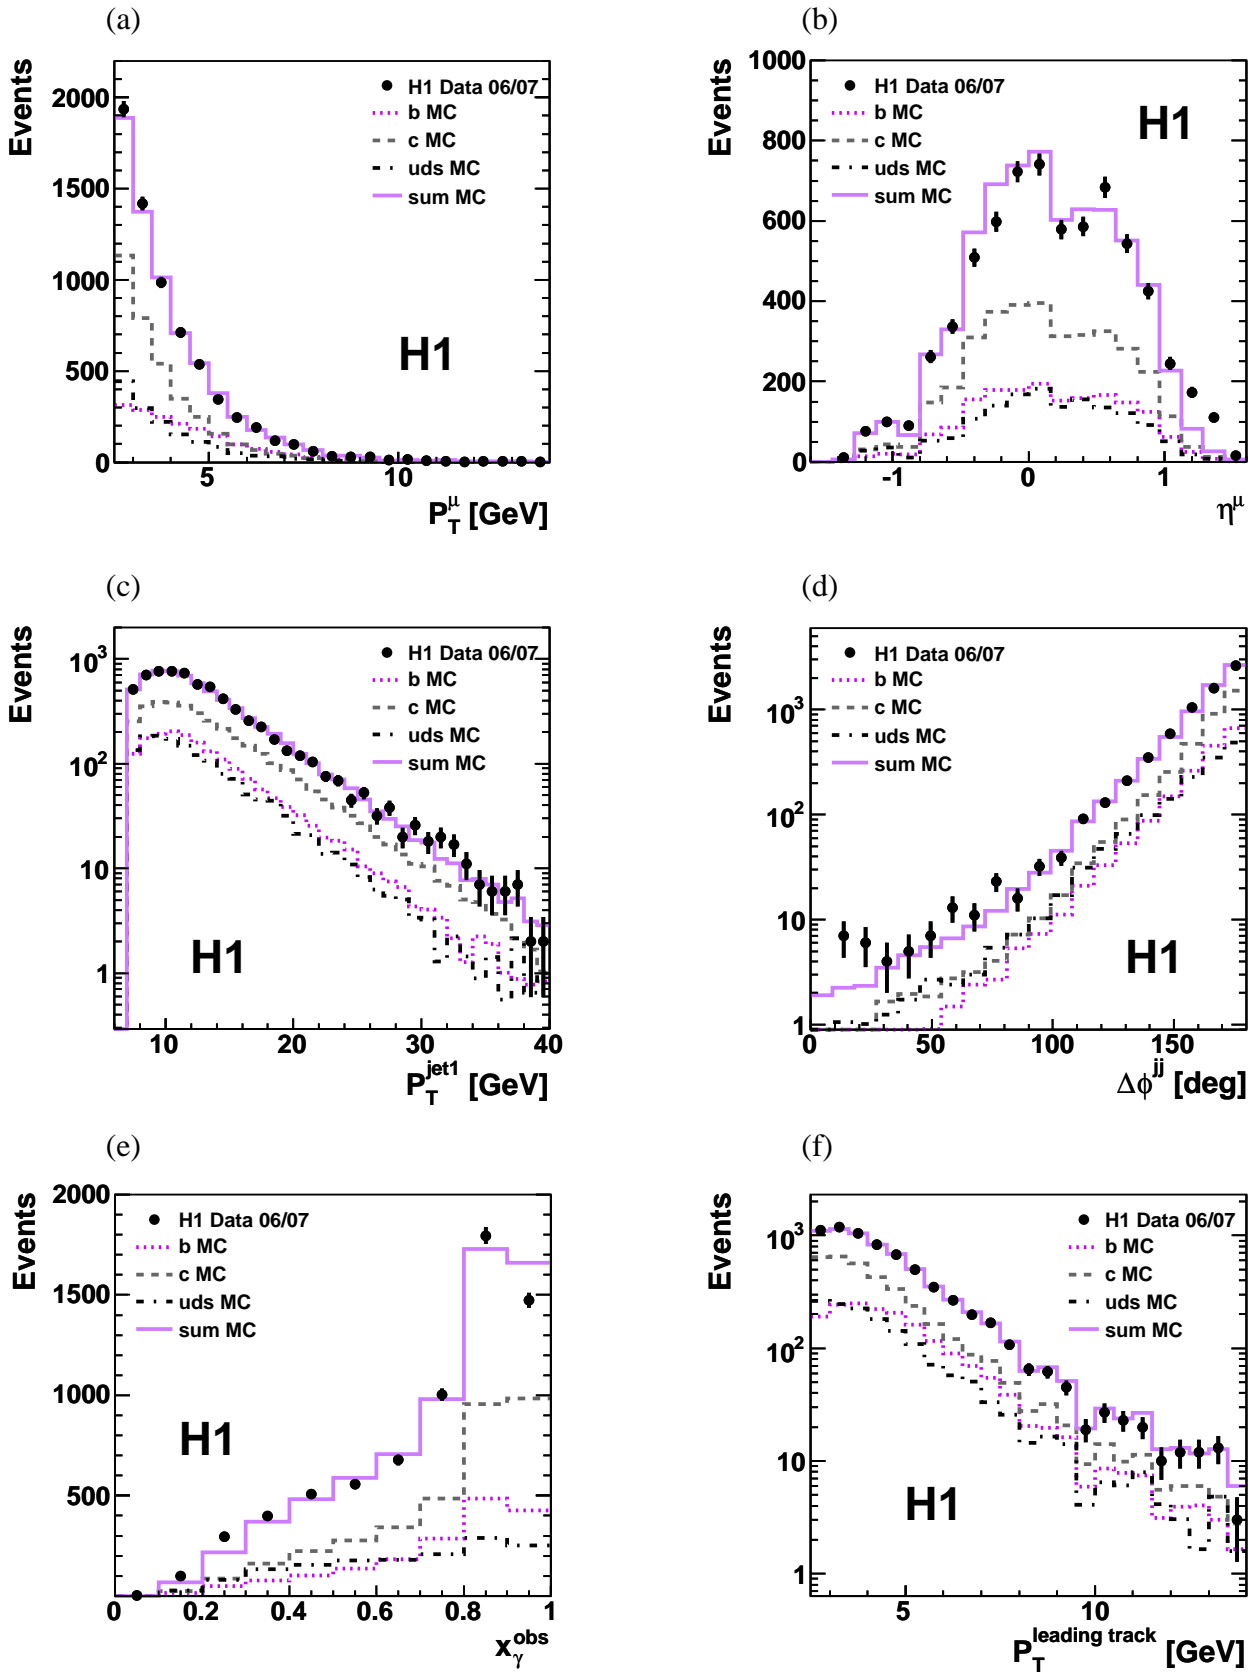 (a)
Events
2000
1500
1000
500
0
5
10
H1 Data 06/07
b MC
c MC
uds MC
sum MC
H1
P_T^μ [GeV]
(b)
Events
1000
800
600
400
200
0
-1
0
1
H1 Data 06/07
b MC
c MC
uds MC
sum MC
H1
η^μ
(c)
Events
10^3
10^2
10
1
10
20
30
40
H1 Data 06/07
b MC
c MC
uds MC
sum MC
H1
P_T^jet1 [GeV]
(d)
Events
10^3
10^2
10
1
0
50
100
150
H1 Data 06/07
b MC
c MC
uds MC
sum MC
H1
Δϕ^jj [deg]
(e)
Events
2000
1500
1000
500
0
0.2
0.4
0.6
0.8
1
H1 Data 06/07
b MC
c MC
uds MC
sum MC
H1
x_γ^obs
(f)
Events
10^3
10^2
10
1
5
10
H1 Data 06/07
b MC
c MC
uds MC
sum MC
H1
P_T^leading track [GeV]